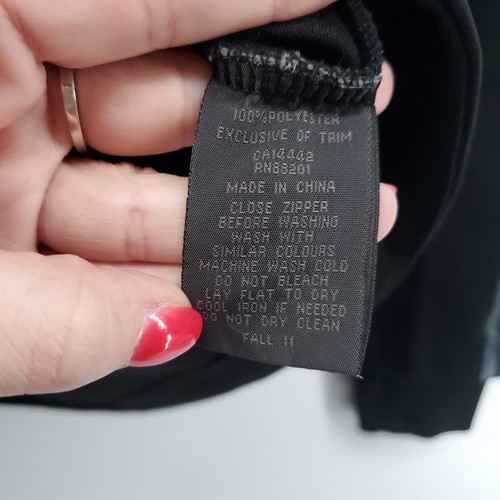 100% POLYESTER
EXCLUSIVE OF TRIM
CA14442
RN88201
MADE IN CHINA
CLOSE ZIPPER
BEFORE WASHING
WASH WITH
SIMILAR COLOURS
MACHINE WASH COLD
DO NOT BLEACH
LAY FLAT TO DRY
COOL IRON IF NEEDED
DO NOT DRY CLEAN
FALL 11